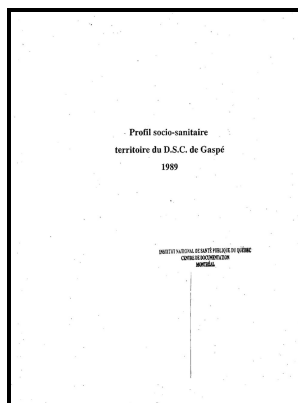 Profil socio-sanitaire
territoire du D.S.C. de Gaspé
1989
INSTITUT NATIONAL DE SANTÉ PUBLIQUE DU QUÉBEC
CENTRE DE DOCUMENTATION
MONTRÉAL